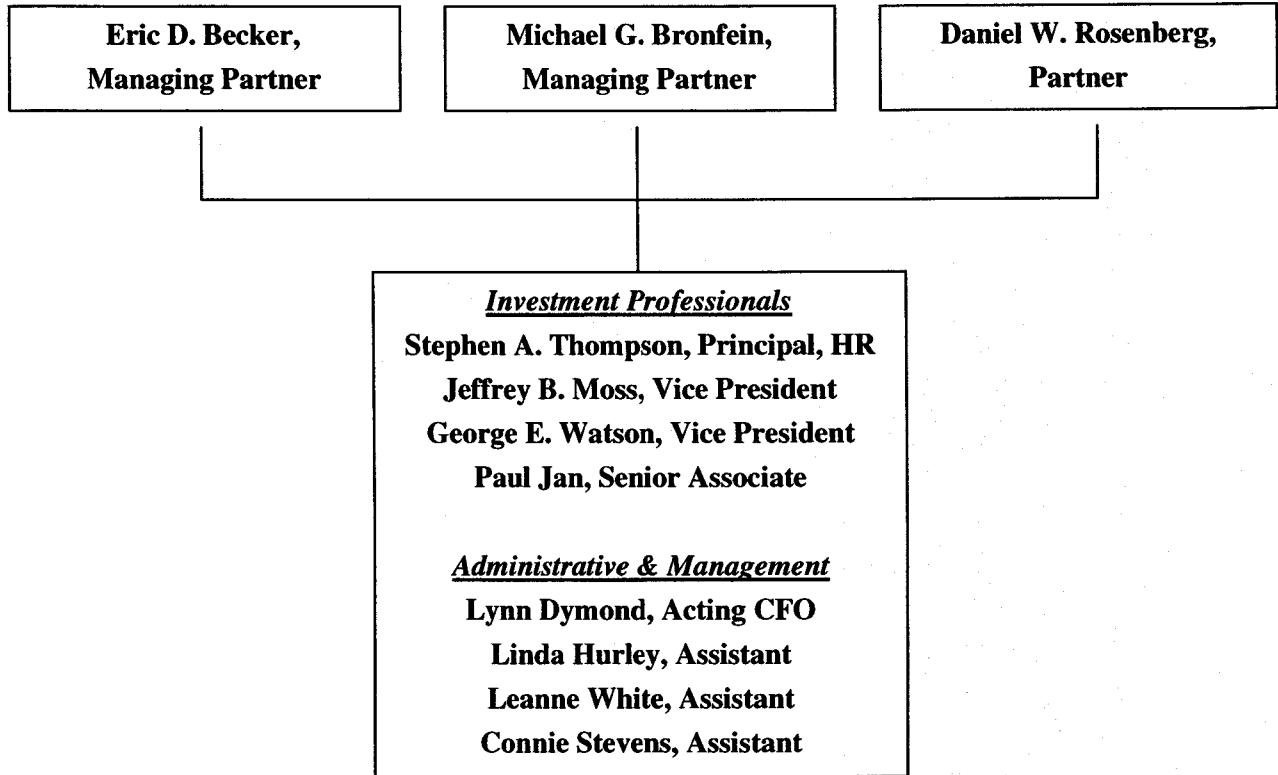 Eric D. Becker,
Managing Partner
Michael G. Bronfein,
Managing Partner
Daniel W. Rosenberg,
Partner
Investment Professionals
Stephen A. Thompson, Principal, HR
Jeffrey B. Moss, Vice President
George E. Watson, Vice President
Paul Jan, Senior Associate
Administrative & Management
Lynn Dymond, Acting CFO
Linda Hurley, Assistant
Leanne White, Assistant
Connie Stevens, Assistant